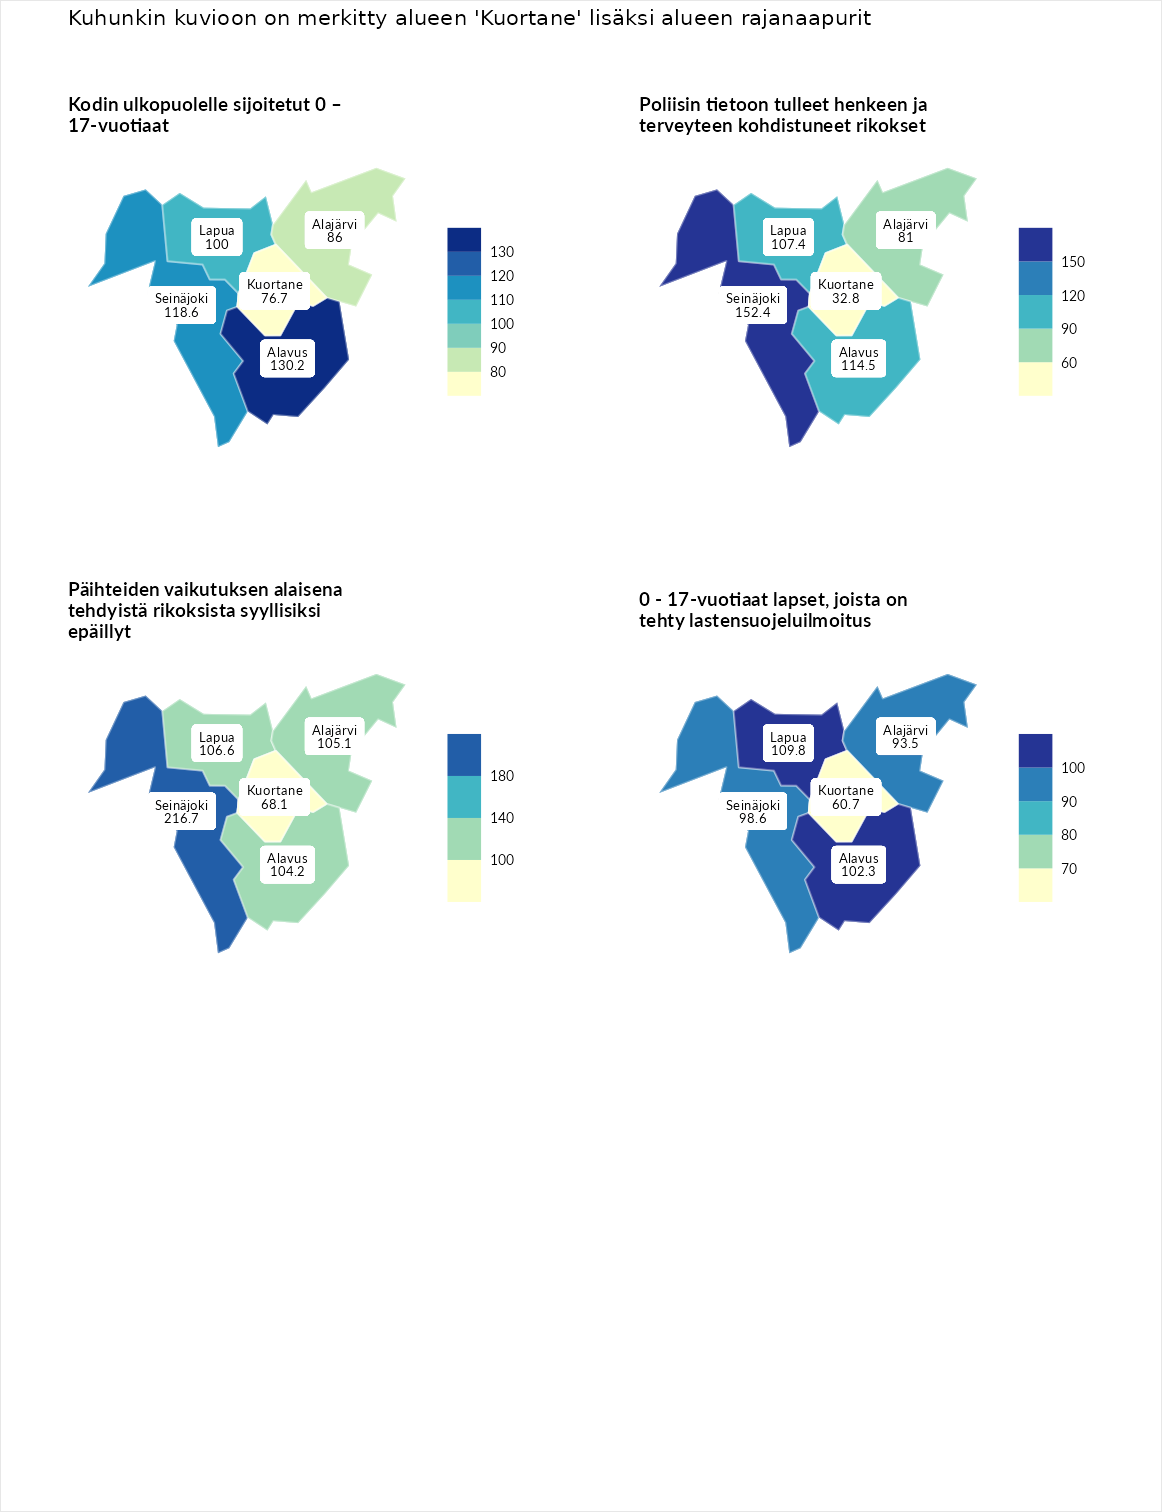 Kuhunkin kuvioon on merkitty alueen 'Kuortane' lisäksi alueen rajanaapurit
Kodin ulkopuolelle sijoitetut 0 –
17-vuotiaat
Lapua
100
Alajärvi
86
Kuortane
76.7
Seinäjoki
118.6
Alavus
130.2
130
120
110
100
90
80
Poliisin tietoon tulleet henkeen ja
terveyteen kohdistuneet rikokset
Lapua
107.4
Alajärvi
81
Kuortane
32.8
Seinäjoki
152.4
Alavus
114.5
150
120
90
60
Päihteiden vaikutuksen alaisena
tehdyistä rikoksista syyllisiksi
epäillyt
Lapua
106.6
Alajärvi
105.1
Kuortane
68.1
Seinäjoki
216.7
Alavus
104.2
180
140
100
0 - 17-vuotiaat lapset, joista on
tehty lastensuojeluilmoitus
Lapua
109.8
Alajärvi
93.5
Kuortane
60.7
Seinäjoki
98.6
Alavus
102.3
100
90
80
70